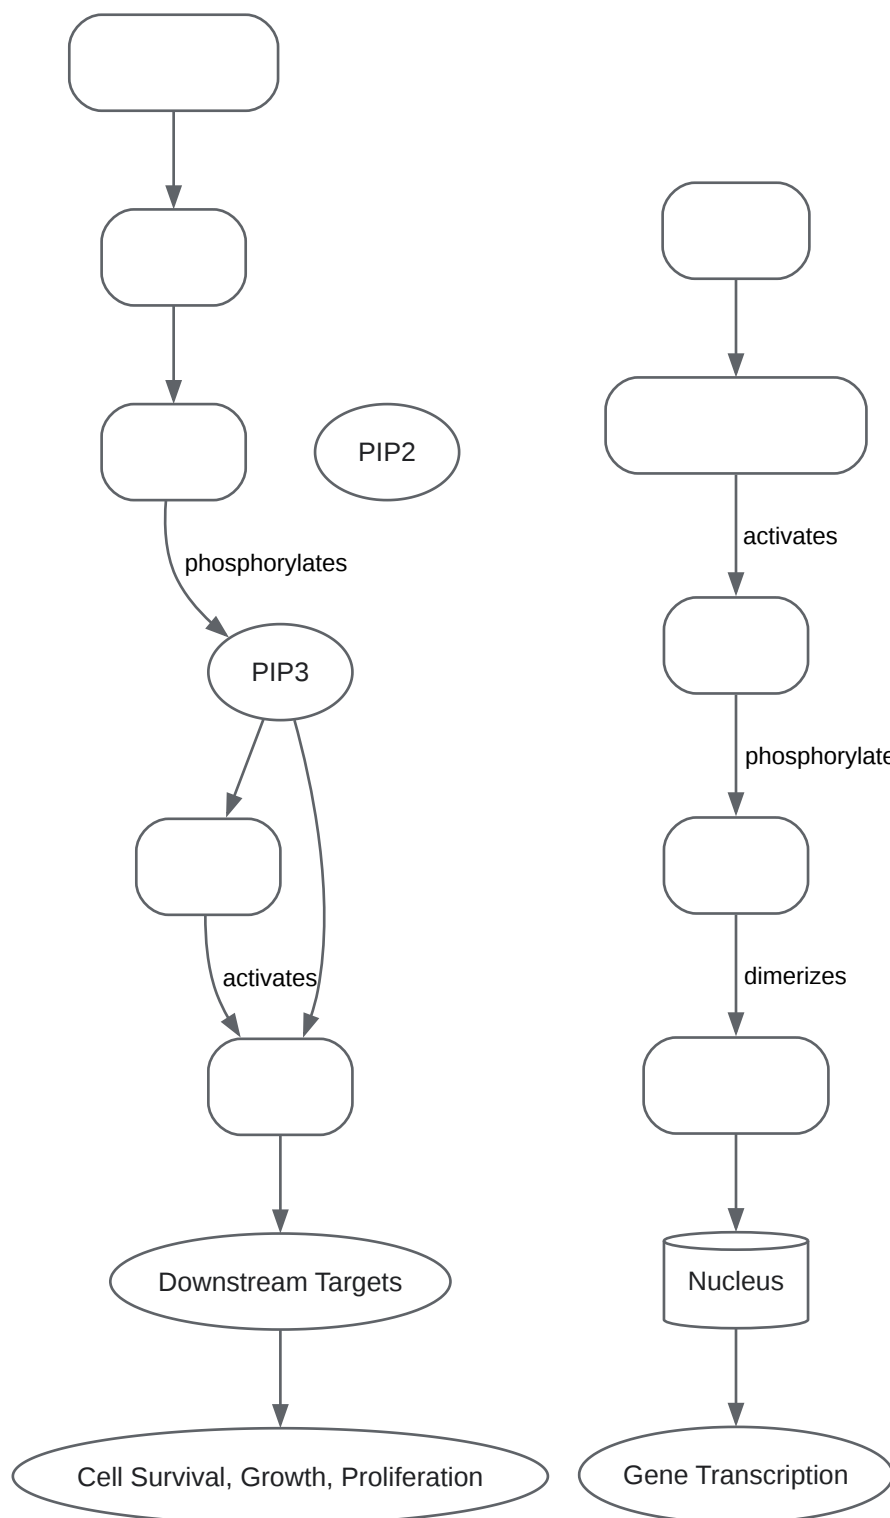 PIP2
phosphorylates
PIP3
activates
Downstream Targets
Cell Survival, Growth, Proliferation
activates
phosphorylate
dimerizes
Nucleus
Gene Transcription